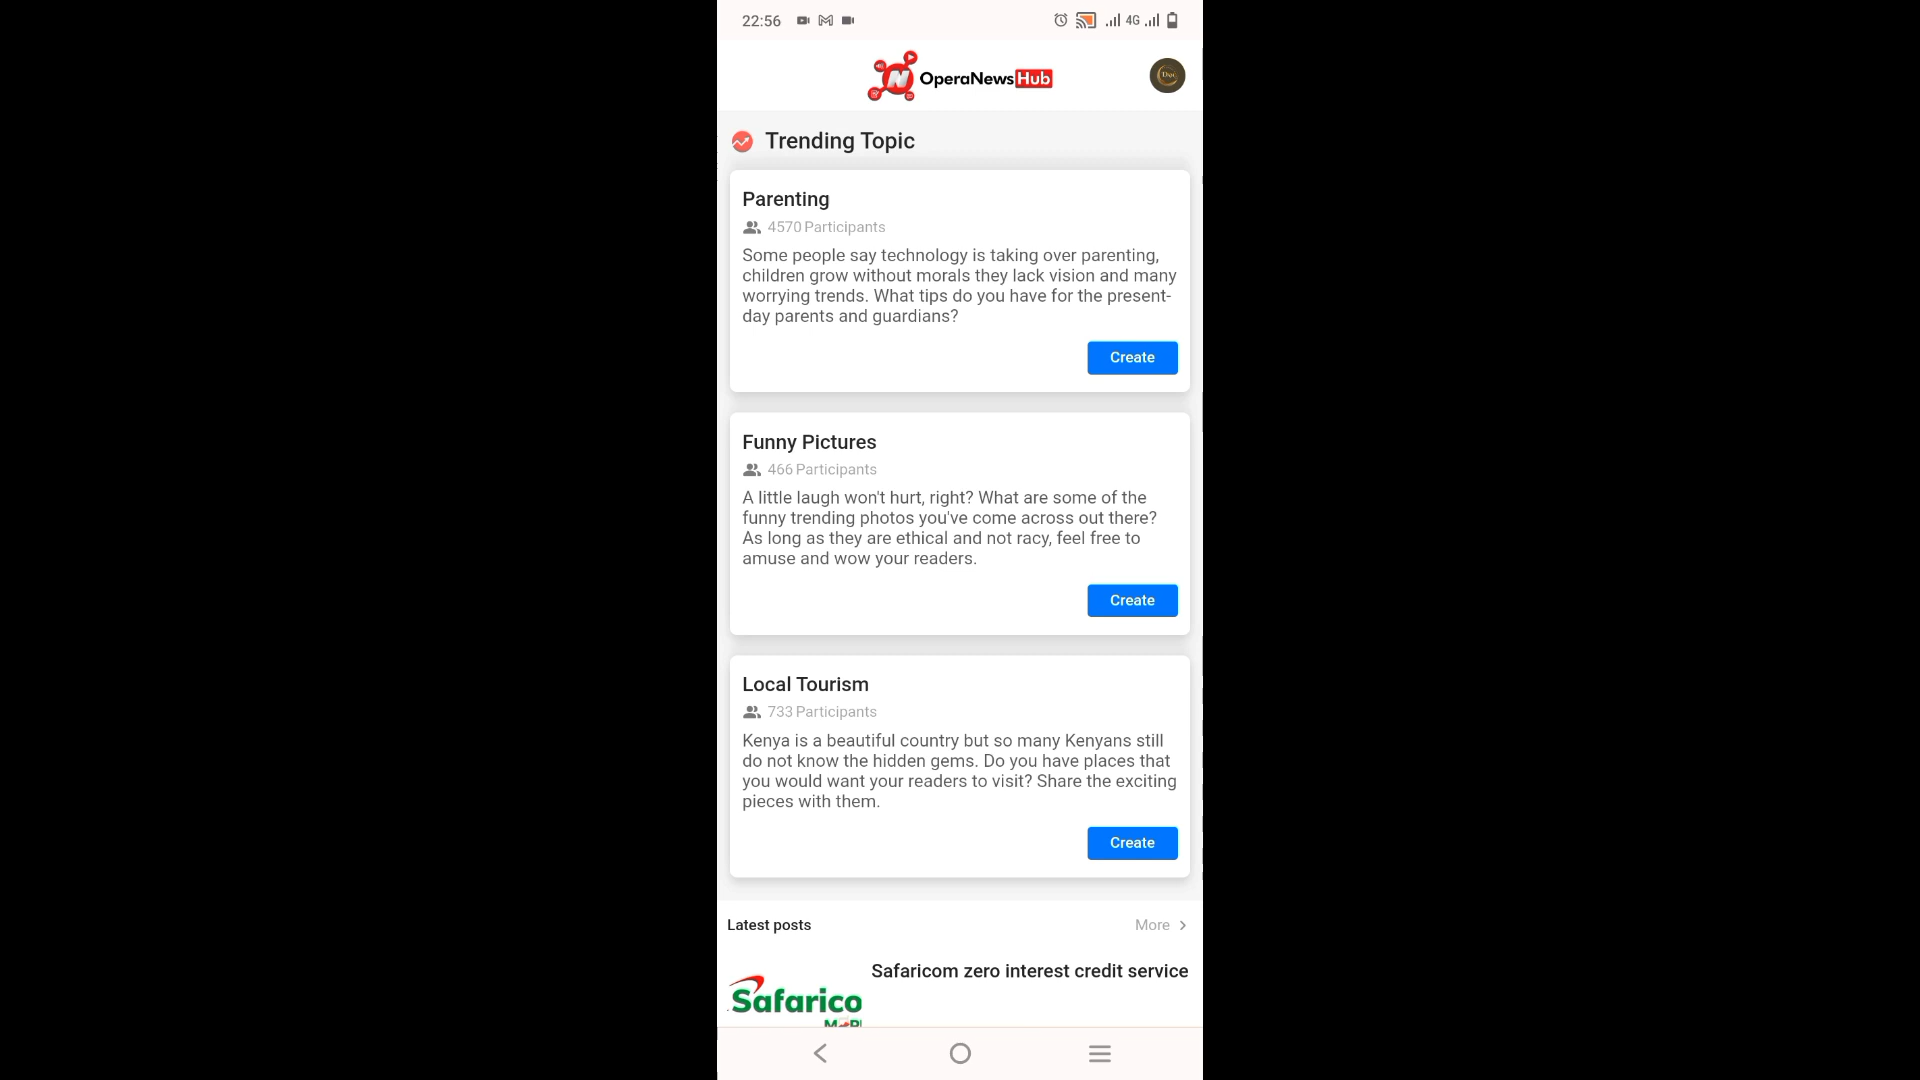 22:56
4G
OperaNewsHub
Trending Topic
Parenting
4570 Participants
Some people say technology is taking over parenting,
children grow without morals they lack vision and many
worrying trends. What tips do you have for the present-
day parents and guardians?
Create
Funny Pictures
466 Participants
A little laugh won't hurt, right? What are some of the
funny trending photos you've come across out there?
As long as they are ethical and not racy, feel free to
amuse and wow your readers.
Create
Local Tourism
733 Participants
Kenya is a beautiful country but so many Kenyans still
do not know the hidden gems. Do you have places that
you would want your readers to visit? Share the exciting
pieces with them.
Create
Latest posts
More
Safaricom zero interest credit service
Safarico